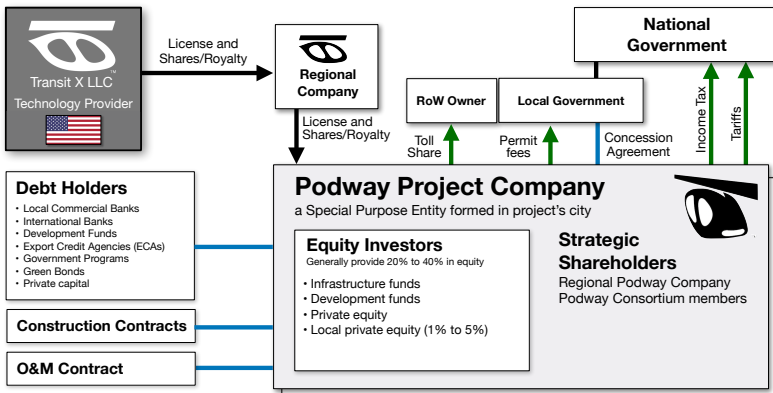 Transit X LLC
TM
Technology Provider
License and
Shares/Royalty
Regional
Company
License and
Shares/Royalty
National
Government
RoW Owner
Local Government
Toll
Share
Permit
fees
Concession
Agreement
Income Tax
Tariffs
Debt Holders
• Local Commercial Banks
• International Banks
• Development Funds
• Export Credit Agencies (ECAs)
• Government Programs
• Green Bonds
• Private capital
Construction Contracts
O&M Contract
Podway Project Company
a Special Purpose Entity formed in project's city
Equity Investors
Generally provide 20% to 40% in equity
• Infrastructure funds
• Development funds
• Private equity
• Local private equity (1% to 5%)
Strategic
Shareholders
Regional Podway Company
Podway Consortium members